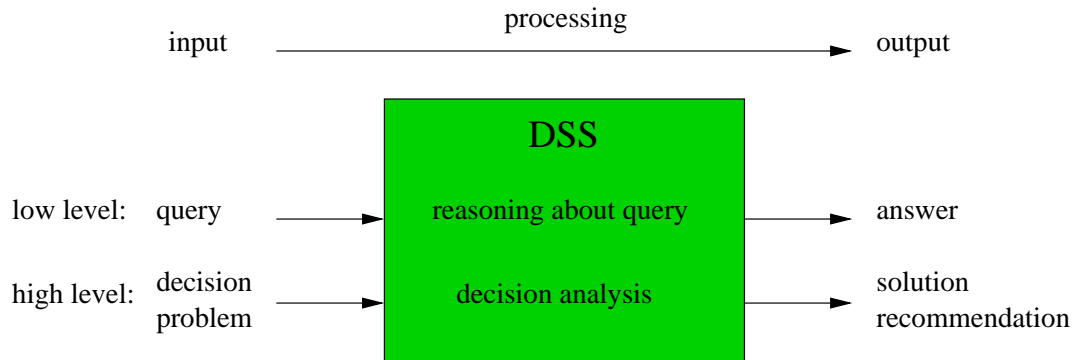 processing
input output
DSS
low level: query reasoning about query answer
high level: decision problem decision analysis solution recommendation